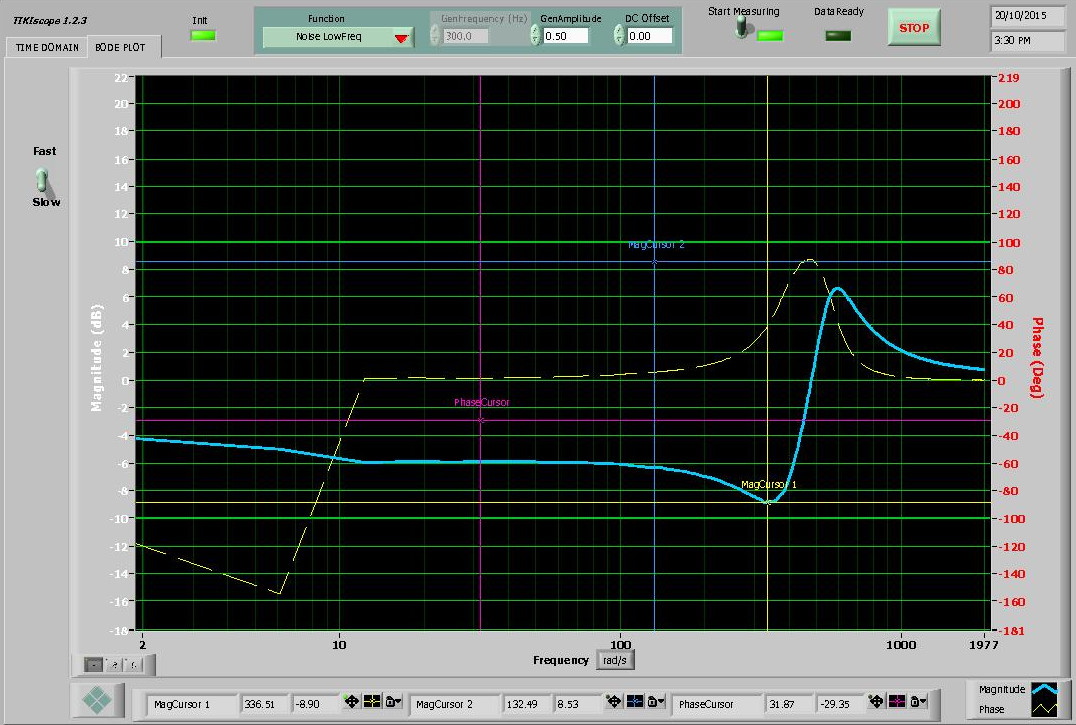 TiKiscope 1.2.3
TIME DOMAIN
BODE PLOT
Init
Function
Noise LowFreq
GenFrequency (Hz)
300.0
GenAmplitude
0.50
DC Offset
0.00
Start Measuring
DataReady
STOP
20/10/2015
3:30 PM
Fast
Slow
Magnitude (dB)
22
20
18
16
14
12
10
8
6
4
2
0
-2
-4
-6
-8
-10
-12
-14
-16
-18
MagCursor 2
PhaseCursor
MagCursor 1
219
200
180
160
140
120
100
80
60
40
20
0
-20
-40
-60
-80
-100
-120
-140
-160
-181
Phase (Deg)
2 10 100 1000 1977
Frequency rad/s
MagCursor 1 336.51 -8.90 MagCursor 2 132.49 8.53 PhaseCursor 31.87 -29.35
Magnitude
Phase